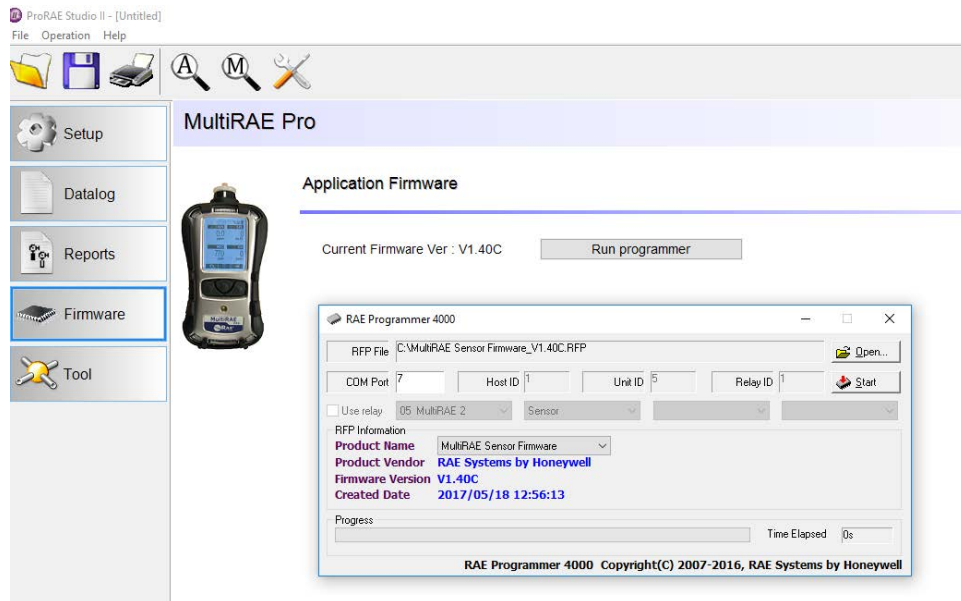 ProRAE Studio II - [Untitled]
File Operation Help
A M
Setup
Datalog
Reports
Firmware
Tool
MultiRAE Pro
Application Firmware
Current Firmware Ver : V1.40C Run programmer
MultiRAE
RAE
RAE Programmer 4000
RFP File C:\MultiRAE Sensor Firmware_V1.40C.RFP Open...
COM Port 7 Host ID 1 Unit ID 5 Relay ID 1 Start
Use relay 05 MultiRAE 2 Sensor
RFP Information
Product Name MultiRAE Sensor Firmware
Product Vendor RAE Systems by Honeywell
Firmware Version V1.40C
Created Date 2017/05/18 12:56:13
Progress
Time Elapsed 0s
RAE Programmer 4000 Copyright(C) 2007-2016, RAE Systems by Honeywell